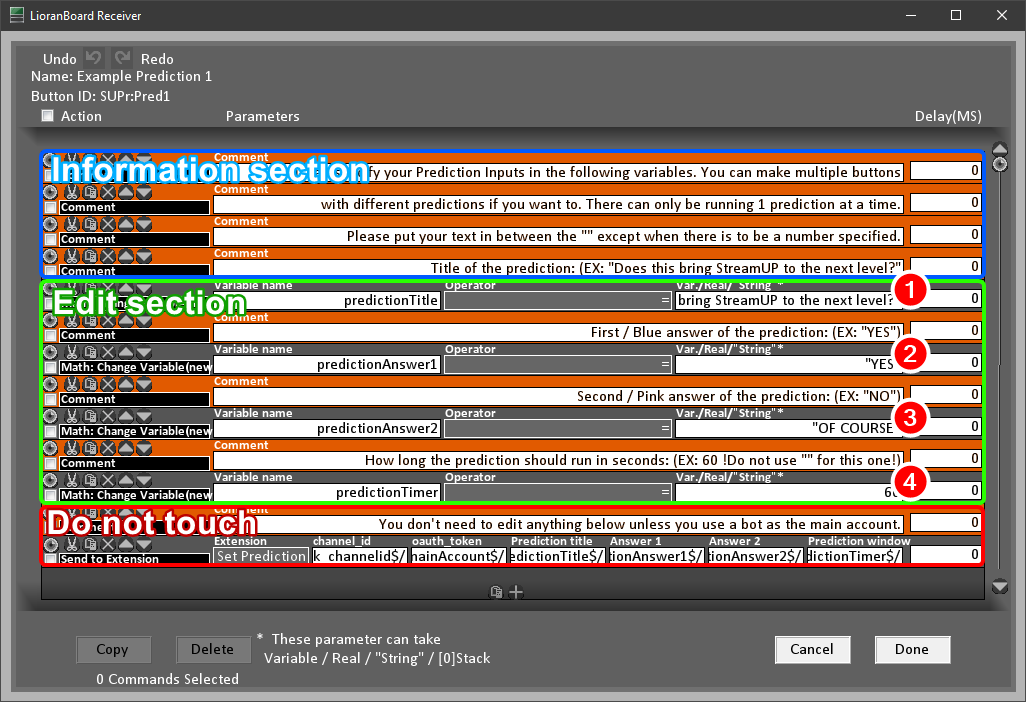 LioranBoard Receiver
Undo Redo
Name: Example Prediction 1
Button ID: SUPr:Pred1
Action Parameters Delay(MS)
Information section
Comment
fy your Prediction Inputs in the following variables. You can make multiple buttons 0
Comment
Comment with different predictions if you want to. There can only be running 1 prediction at a time. 0
Comment
Comment Please put your text in between the "" except when there is to be a number specified. 0
Comment
Comment Title of the prediction: (EX: "Does this bring StreamUP to the next level?" 0
Edit section
Variable name Operator Var./Real/"String"*
predictionTitle = bring StreamUP to the next level? 0
1
Comment
Comment First / Blue answer of the prediction: (EX: "YES") 0
Variable name Operator Var./Real/"String"*
Math: Change Variable(new predictionAnswer1 = "YES 0
2
Comment
Comment Second / Pink answer of the prediction: (EX: "NO") 0
Variable name Operator Var./Real/"String"*
Math: Change Variable(new predictionAnswer2 = "OF COURSE 0
3
Comment
Comment How long the prediction should run in seconds: (EX: 60 !Do not use "" for this one!) 0
Variable name Operator Var./Real/"String"*
Math: Change Variable(new predictionTimer = 0
4
Do not touch
Comment
You don't need to edit anything below unless you use a bot as the main account. 0
Extension channel_id oauth_token Prediction title Answer 1 Answer 2 Prediction window
Send to Extension Set Prediction k_channelid$/ nainAccount$/ edictionTitle$/ ionAnswer1$/ ionAnswer2$/ dictionTimer$/ 0
Copy Delete * These parameter can take
Variable / Real / "String" / [0]Stack
Cancel Done
0 Commands Selected